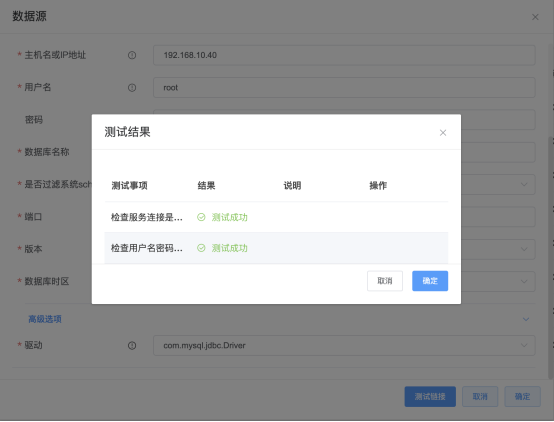 数据源
* 主机名或IP地址
192.168.10.40
* 用户名
root
密码
* 数据库名称
* 是否过滤系统sch
* 端口
* 版本
* 数据库时区
高级选项
* 驱动
com.mysql.jdbc.Driver
测试链接 取消 确定
测试结果
测试事项 结果 说明 操作
检查服务连接是... 测试成功
检查用户名密码... 测试成功
取消 确定